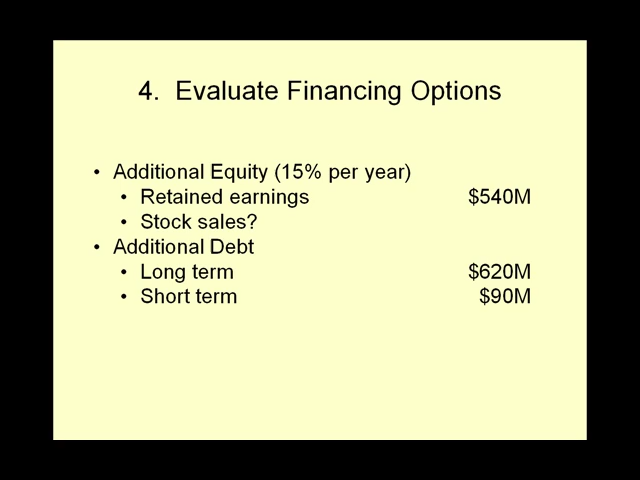 4. Evaluate Financing Options
• Additional Equity (15% per year)
• Retained earnings $540M
• Stock sales?
• Additional Debt
• Long term $620M
• Short term $90M